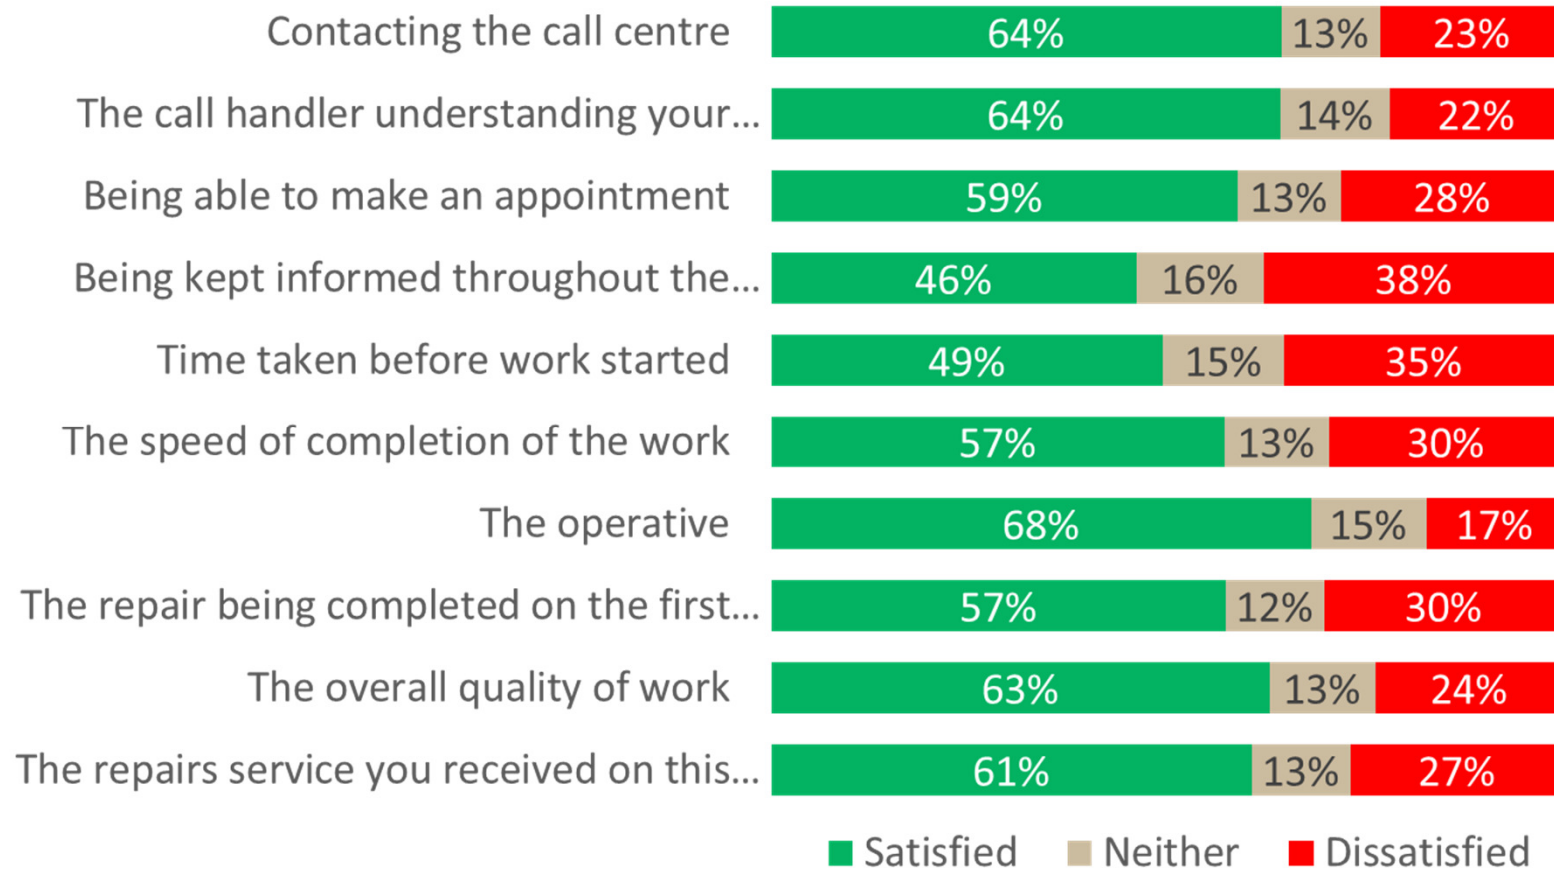 Contacting the call centre 64% 13% 23%
The call handler understanding your... 64% 14% 22%
Being able to make an appointment 59% 13% 28%
Being kept informed throughout the... 46% 16% 38%
Time taken before work started 49% 15% 35%
The speed of completion of the work 57% 13% 30%
The operative 68% 15% 17%
The repair being completed on the first... 57% 12% 30%
The overall quality of work 63% 13% 24%
The repairs service you received on this... 61% 13% 27%
Satisfied Neither Dissatisfied